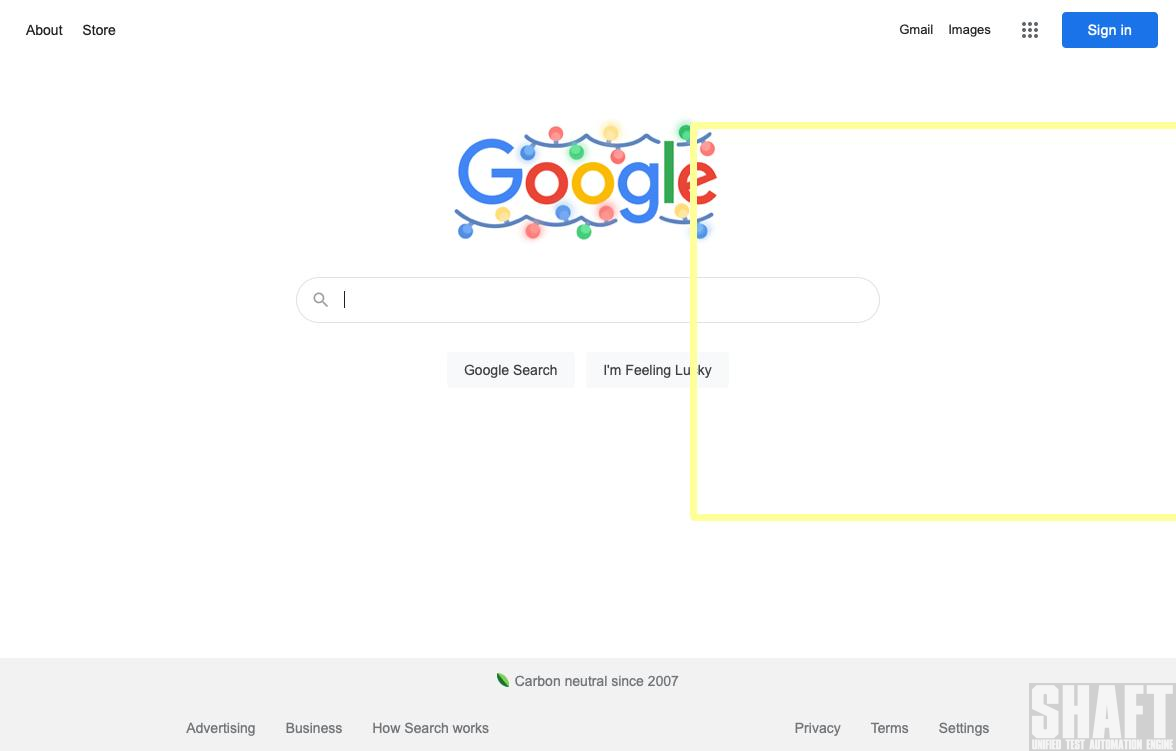 About Store Gmail Images Sign in
Google
Google Search I'm Feeling Lucky
Carbon neutral since 2007
Advertising Business How Search works Privacy Terms Settings
SHAFT
UNIFIED TEST AUTOMATION ENGINE